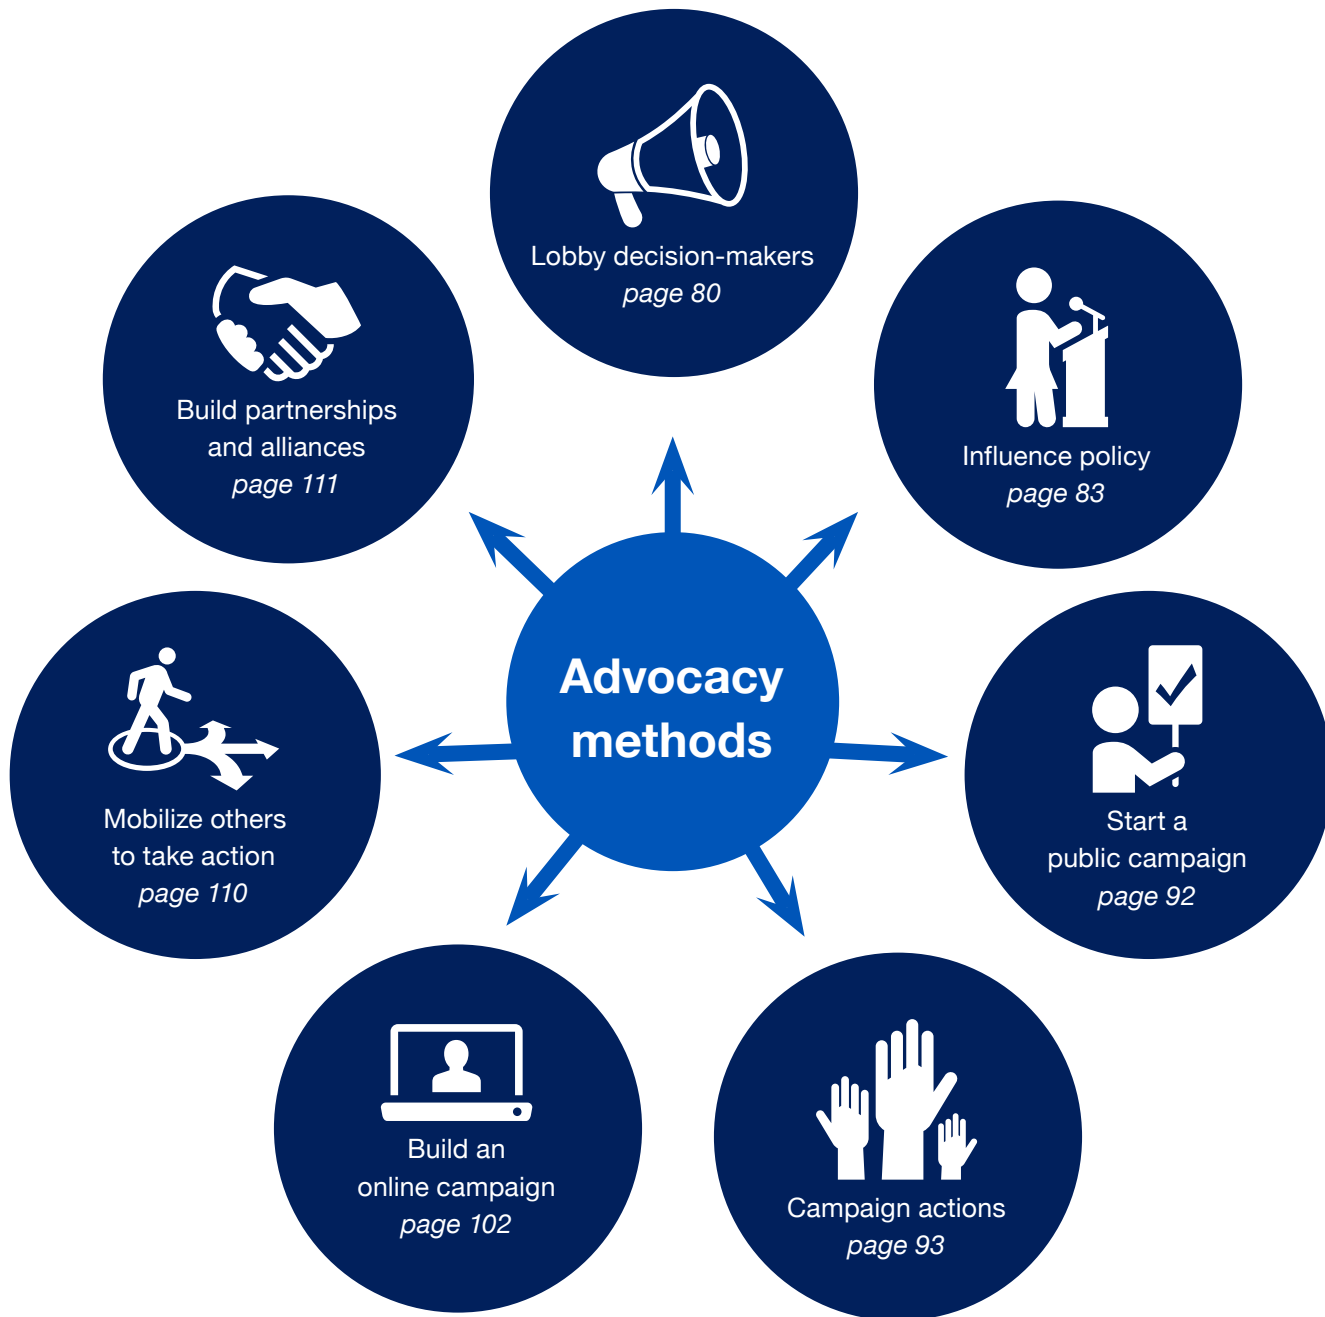 Lobby decision-makers
page 80
Influence policy
page 83
Start a
public campaign
page 92
Campaign actions
page 93
Build an
online campaign
page 102
Mobilize others
to take action
page 110
Build partnerships
and alliances
page 111
Advocacy
methods